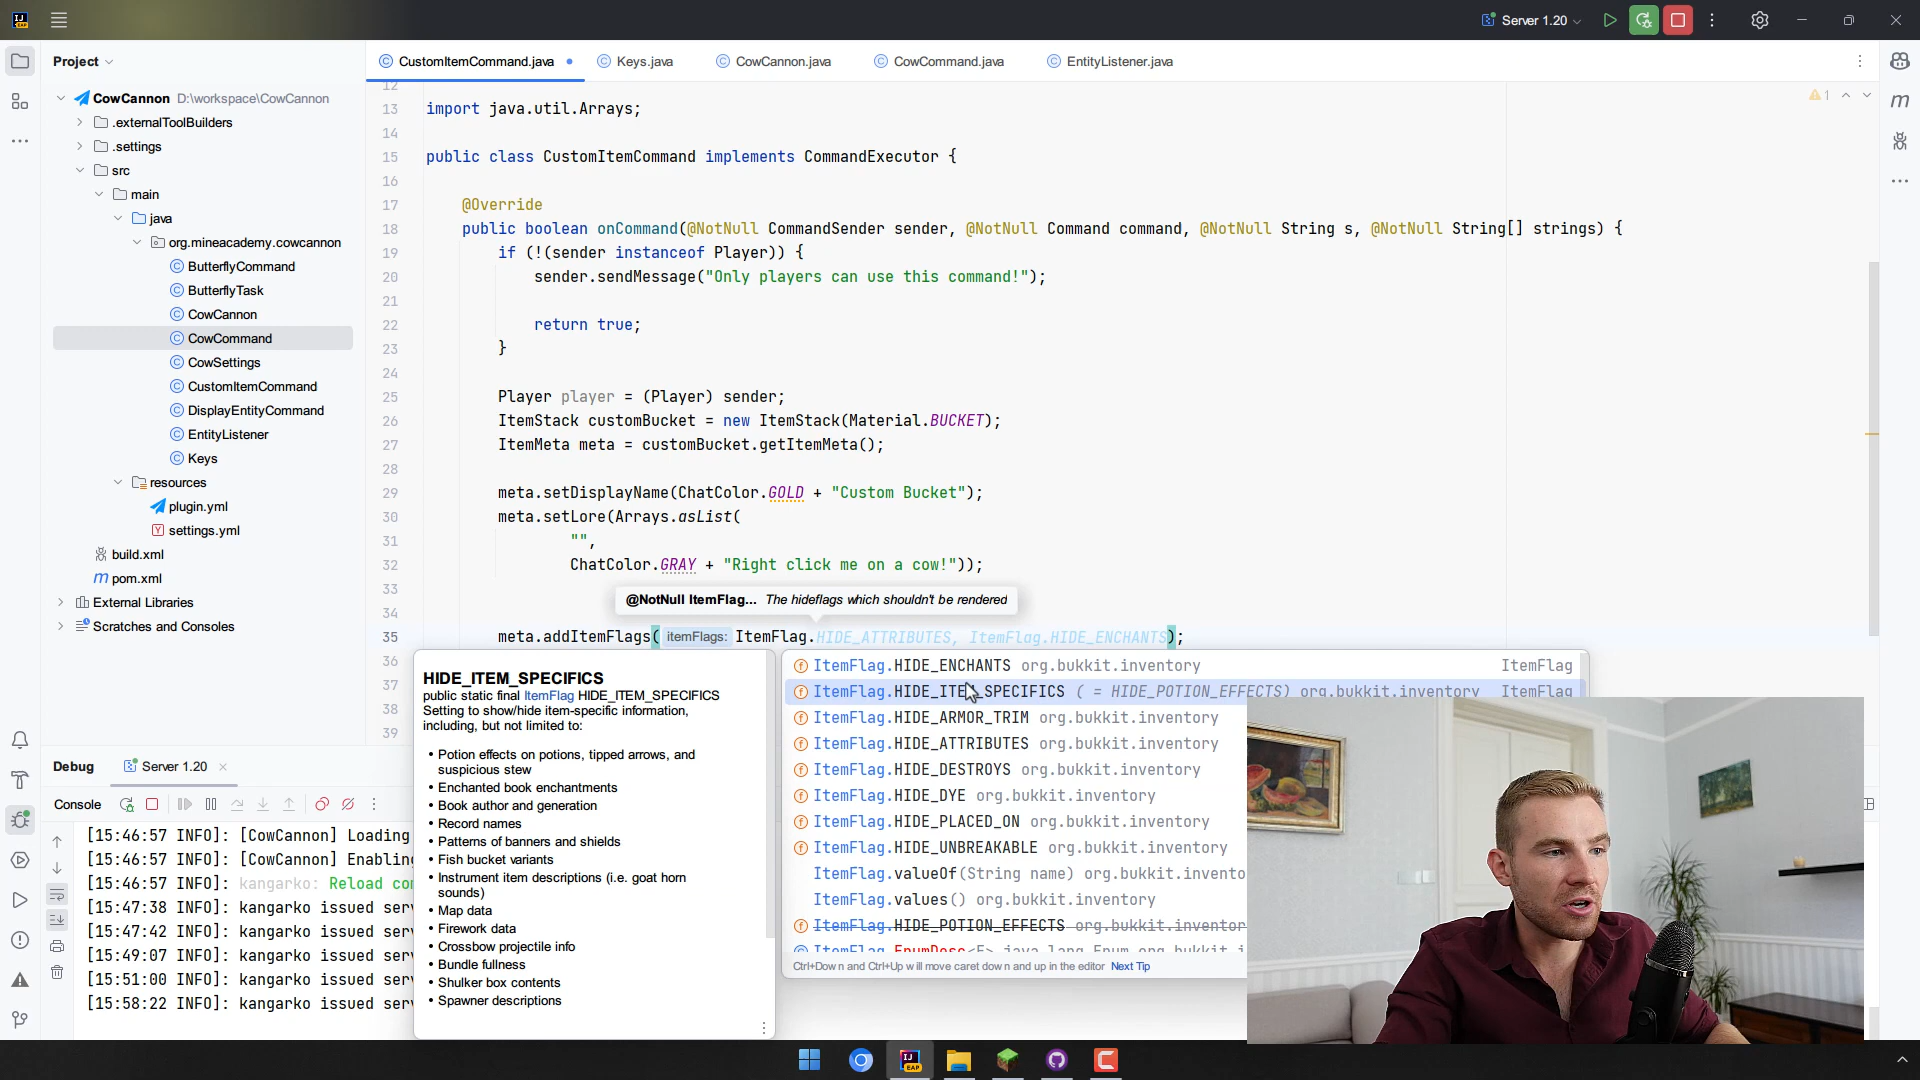 IJ
EAP
Server 1.20
Project
CustomItemCommand.java
Keys.java
CowCannon.java
CowCommand.java
EntityListener.java
CowCannon D:\workspace\CowCannon
.externalToolBuilders
.settings
src
main
java
org.mineacademy.cowcannon
ButterflyCommand
ButterflyTask
CowCannon
CowCommand
CowSettings
CustomItemCommand
DisplayEntityCommand
EntityListener
Keys
resources
plugin.yml
settings.yml
build.xml
m pom.xml
External Libraries
Scratches and Consoles
1
12
13 import java.util.Arrays;
14
15 public class CustomItemCommand implements CommandExecutor {
16
17 @Override
18 public boolean onCommand(@NotNull CommandSender sender, @NotNull Command command, @NotNull String s, @NotNull String[] strings) {
19 if (!(sender instanceof Player)) {
20 sender.sendMessage("Only players can use this command!");
21
22 return true;
23 }
24
25 Player player = (Player) sender;
26 ItemStack customBucket = new ItemStack(Material.BUCKET);
27 ItemMeta meta = customBucket.getItemMeta();
28
29 meta.setDisplayName(ChatColor.GOLD + "Custom Bucket");
30 meta.setLore(Arrays.asList(
31 "",
32 ChatColor.GRAY + "Right click me on a cow!"));
33
@NotNull ItemFlag... The hideflags which shouldn't be rendered
34
35 meta.addItemFlags( itemFlags: ItemFlag.HIDE_ATTRIBUTES, ItemFlag.HIDE_ENCHANTS);
36
37
38
39
HIDE_ITEM_SPECIFICS
public static final ItemFlag HIDE_ITEM_SPECIFICS
Setting to show/hide item-specific information,
including, but not limited to:
• Potion effects on potions, tipped arrows, and
suspicious stew
• Enchanted book enchantments
• Book author and generation
• Record names
• Patterns of banners and shields
• Fish bucket variants
• Instrument item descriptions (i.e. goat horn
sounds)
• Map data
• Firework data
• Crossbow projectile info
• Bundle fullness
• Shulker box contents
• Spawner descriptions
ItemFlag.HIDE_ENCHANTS org.bukkit.inventory ItemFlag
ItemFlag.HIDE_ITEM_SPECIFICS ( = HIDE_POTION_EFFECTS) org.bukkit.inventory ItemFlag
ItemFlag.HIDE_ARMOR_TRIM org.bukkit.inventory
ItemFlag.HIDE_ATTRIBUTES org.bukkit.inventory
ItemFlag.HIDE_DESTROYS org.bukkit.inventory
ItemFlag.HIDE_DYE org.bukkit.inventory
ItemFlag.HIDE_PLACED_ON org.bukkit.inventory
ItemFlag.HIDE_UNBREAKABLE org.bukkit.inventory
ItemFlag.valueOf(String name) org.bukkit.invento
ItemFlag.values() org.bukkit.inventory
ItemFlag.HIDE_POTION_EFFECTS org.bukkit.inventor
ItemFlag.EnumDesc<E> java.lang.Enum.org.bukkit.i
Ctrl+Down and Ctrl+Up will move caret down and up in the editor Next Tip
Debug
Server 1.20
Console
[15:46:57 INFO]: [CowCannon] Loading
[15:46:57 INFO]: [CowCannon] Enabling
[15:46:57 INFO]: kangarko: Reload co
[15:47:38 INFO]: kangarko issued ser
[15:47:42 INFO]: kangarko issued ser
[15:49:07 INFO]: kangarko issued ser
[15:51:00 INFO]: kangarko issued ser
[15:58:22 INFO]: kangarko issued ser
IJ
EAP